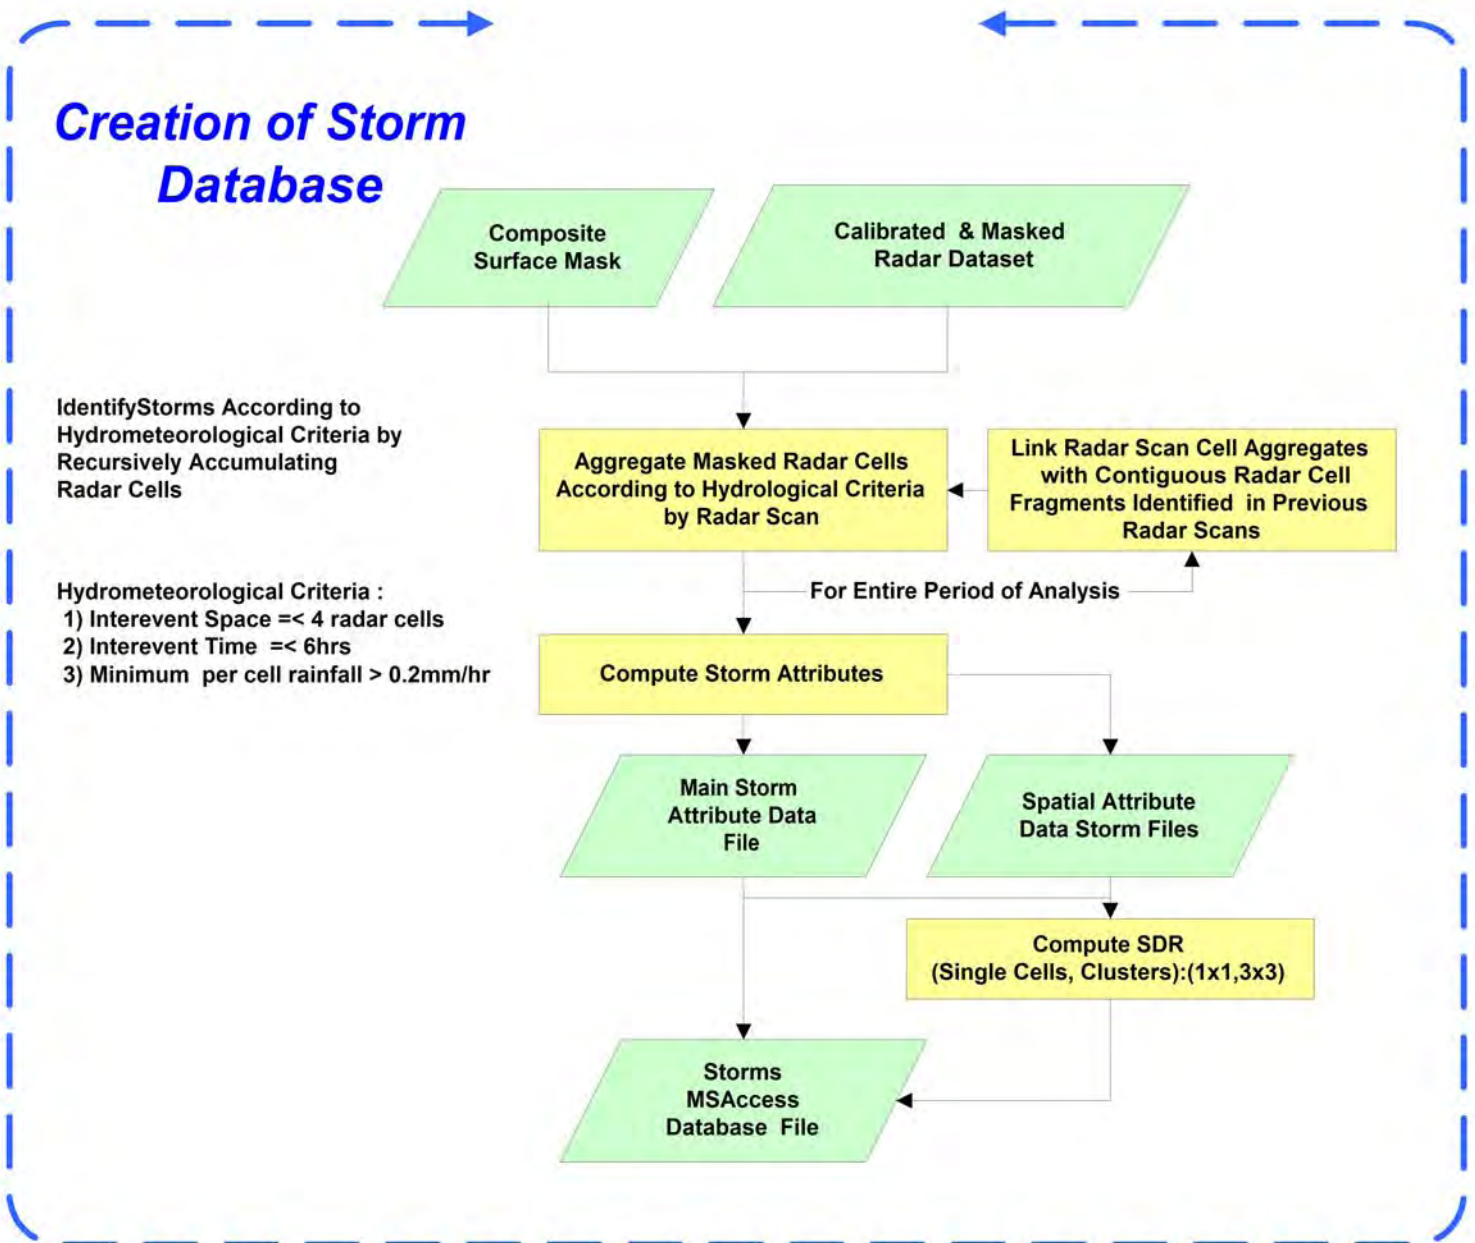 Creation of Storm
Database
Composite
Surface Mask
Calibrated & Masked
Radar Dataset
IdentifyStorms According to
Hydrometeorological Criteria by
Recursively Accumulating
Radar Cells
Aggregate Masked Radar Cells
According to Hydrological Criteria
by Radar Scan
Link Radar Scan Cell Aggregates
with Contiguous Radar Cell
Fragments Identified in Previous
Radar Scans
Hydrometeorological Criteria :
1) Interevent Space =< 4 radar cells
2) Interevent Time =< 6hrs
3) Minimum per cell rainfall > 0.2mm/hr
For Entire Period of Analysis
Compute Storm Attributes
Main Storm
Attribute Data
File
Spatial Attribute
Data Storm Files
Compute SDR
(Single Cells, Clusters):(1x1,3x3)
Storms
MSAccess
Database File